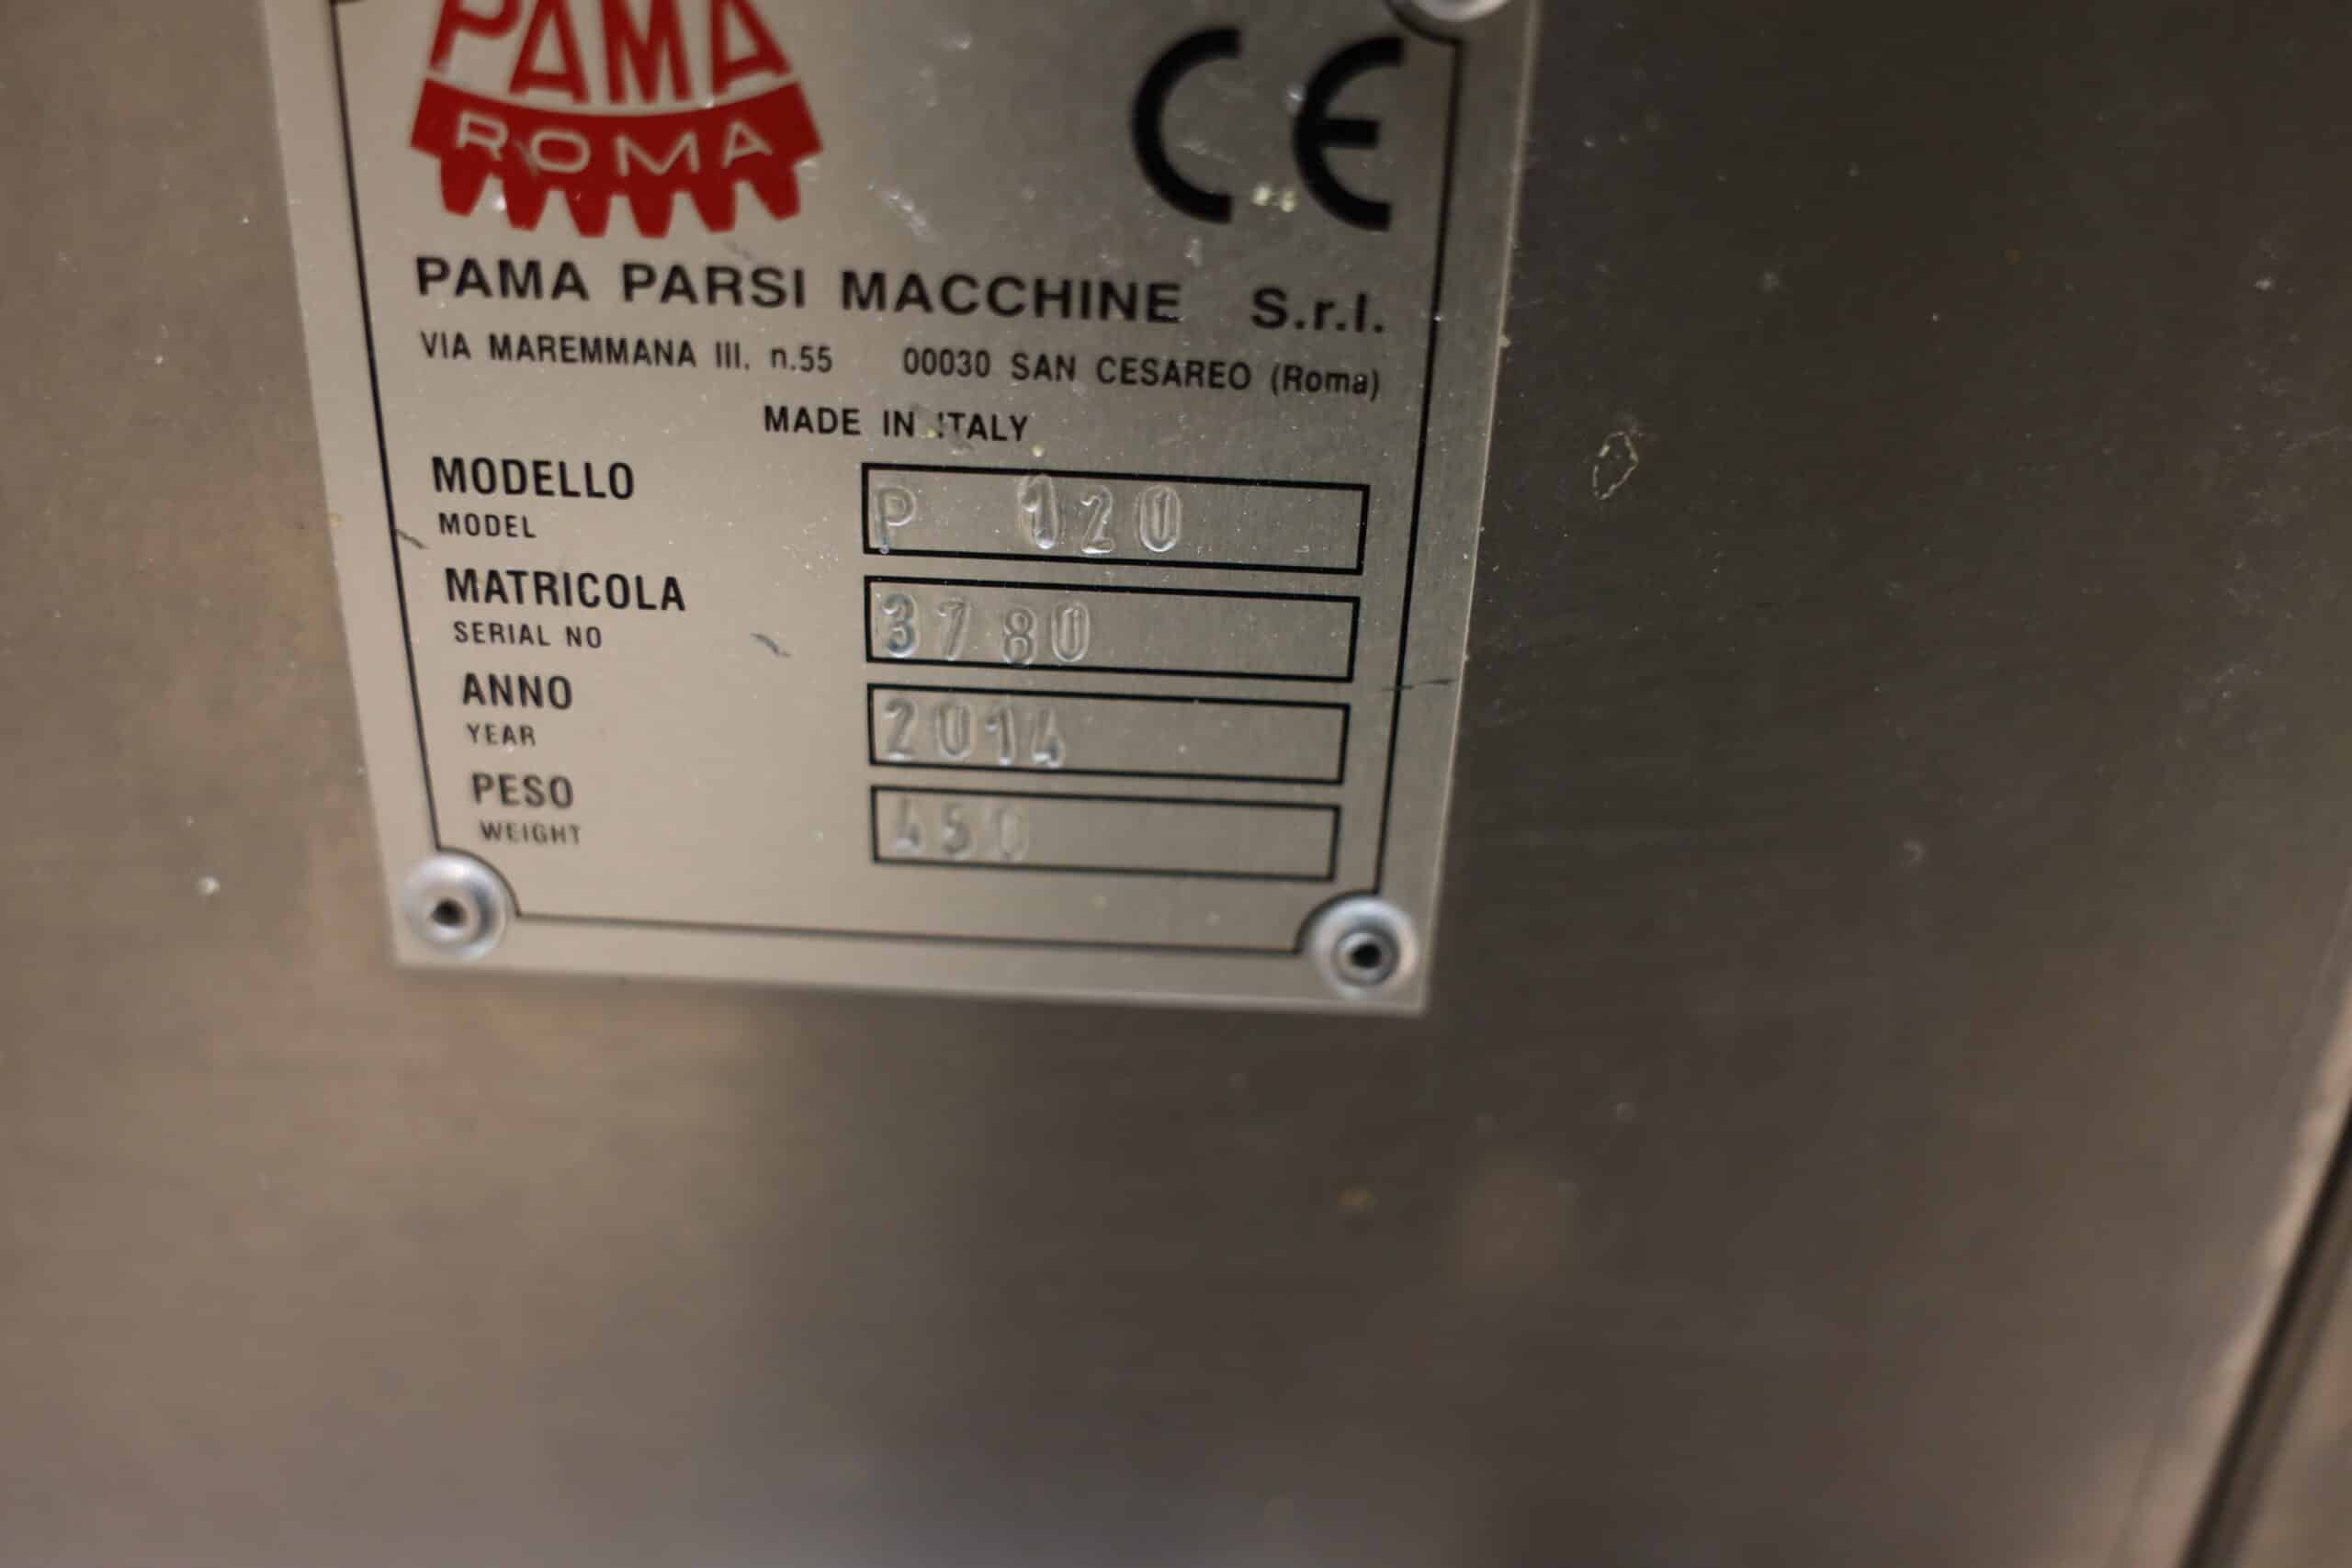 PAMA
ROMA
CE
PAMA PARSI MACCHINE S.r.l.
VIA MAREMMANA III. n.55 00030 SAN CESAREO (Roma)
MADE IN ITALY
MODELLO P 120
MODEL
MATRICOLA 3780
SERIAL NO
ANNO 2014
YEAR
PESO 450
WEIGHT